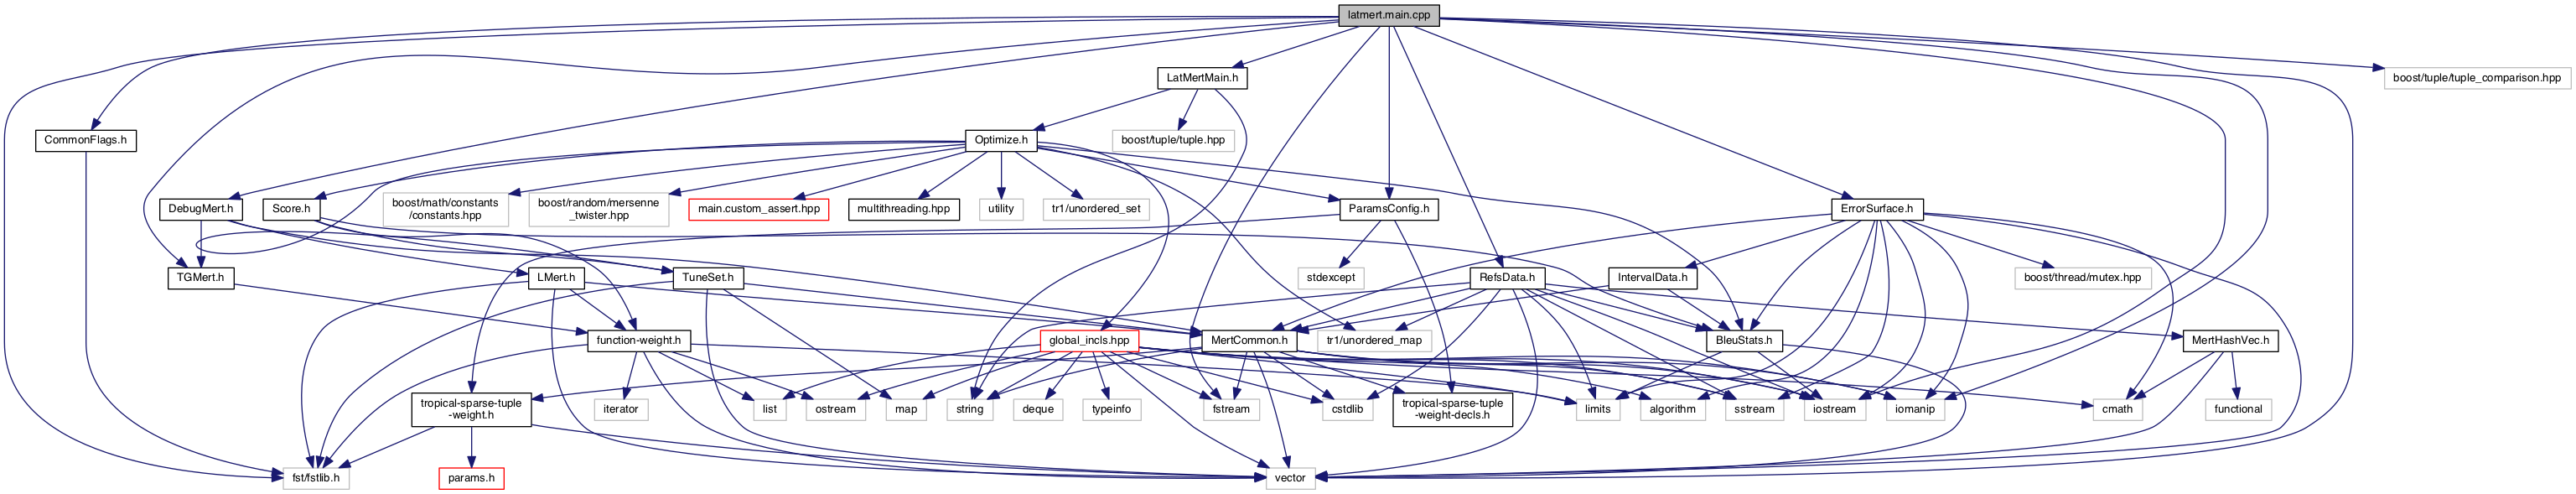 latmert.main.cpp
LatMertMain.h
boost/tuple/tuple_comparison.hpp
CommonFlags.h
Optimize.h
boost/tuple/tuple.hpp
DebugMert.h
Score.h
boost/math/constants
/constants.hpp
boost/random/mersenne
_twister.hpp
main.custom_assert.hpp
multithreading.hpp
utility
tr1/unordered_set
ParamsConfig.h
ErrorSurface.h
TGMert.h
LMert.h
TuneSet.h
stdexcept
RefsData.h
IntervalData.h
boost/thread/mutex.hpp
function-weight.h
global_incls.hpp
MertCommon.h
tr1/unordered_map
BleuStats.h
MertHashVec.h
tropical-sparse-tuple
-weight.h
iterator
list
ostream
map
string
deque
typeinfo
fstream
cstdlib
tropical-sparse-tuple
-weight-decls.h
limits
algorithm
sstream
iostream
iomanip
cmath
functional
fst/fstlib.h
params.h
vector